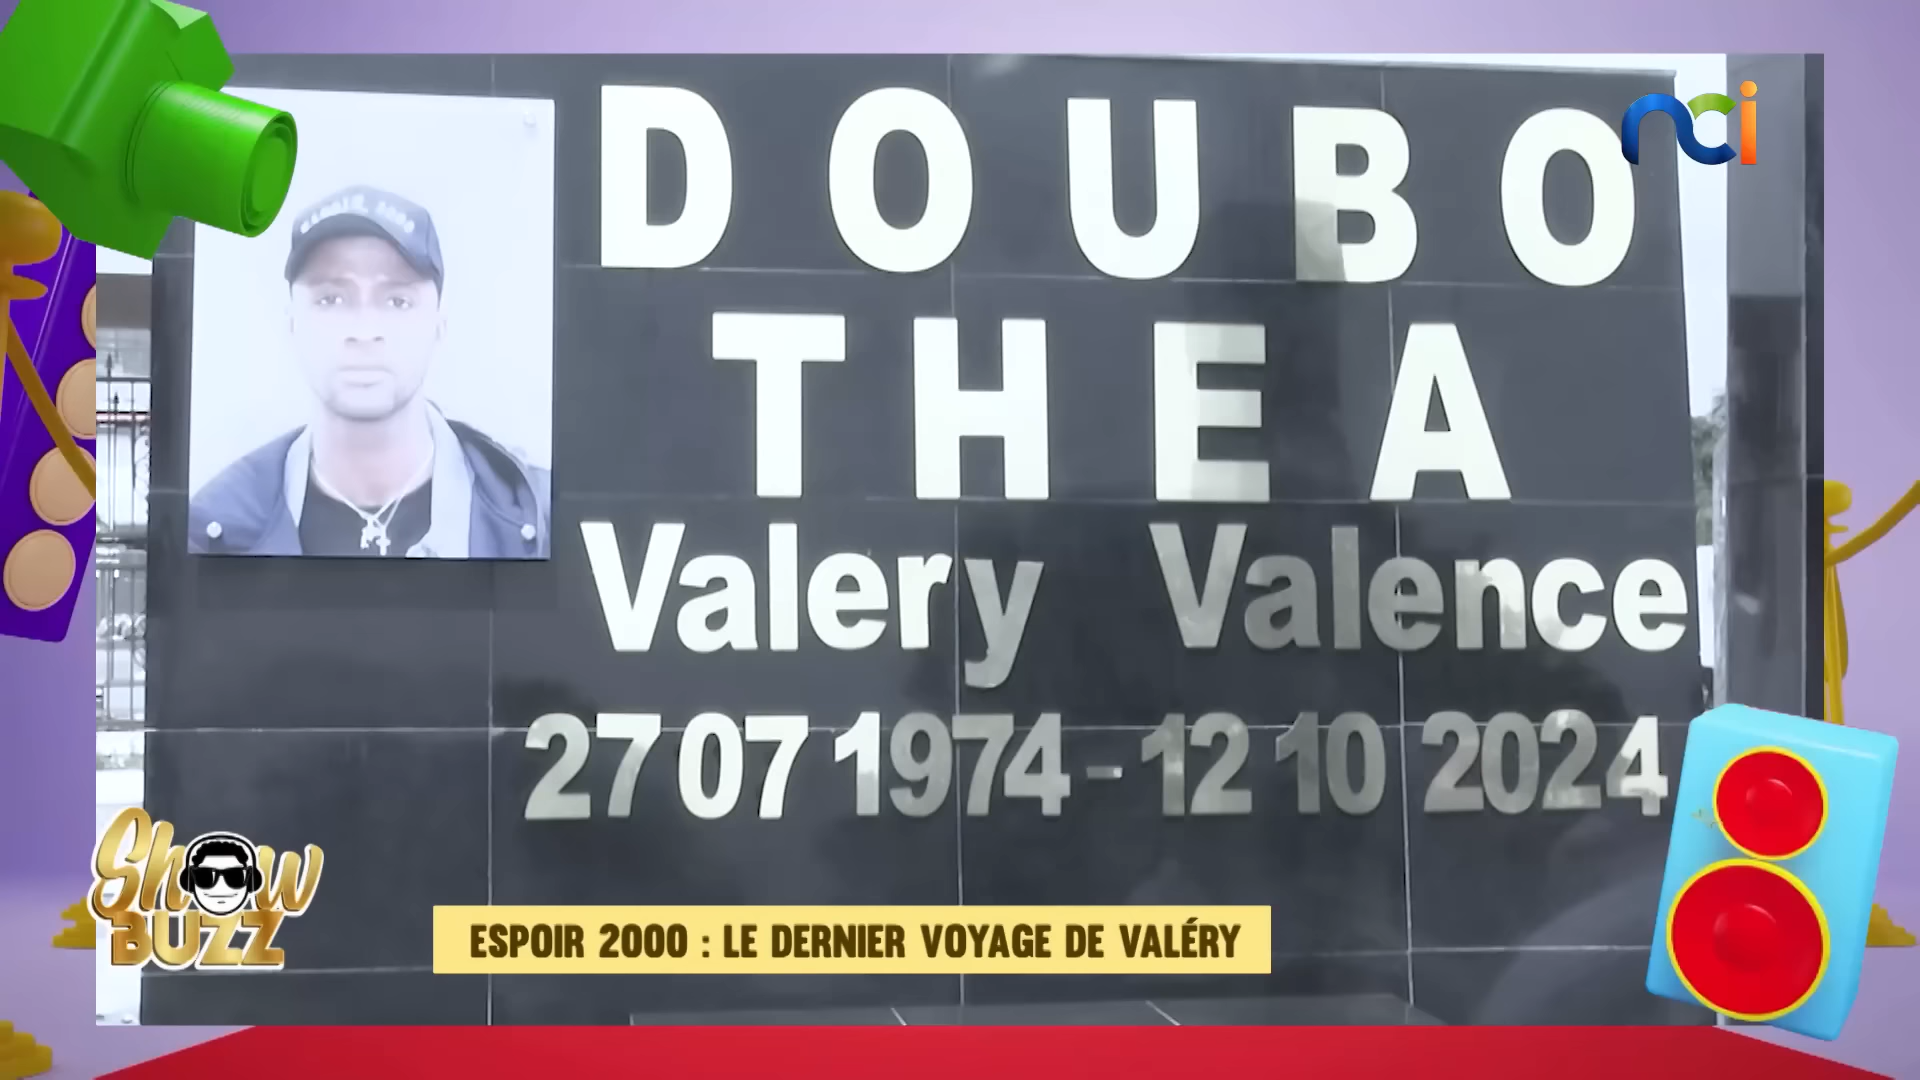 nci
DOUBO
THEA
Valery Valence
27 07 1974 - 12 10 2024
Show
BUZZ
ESPOIR 2000 : LE DERNIER VOYAGE DE VALÉRY